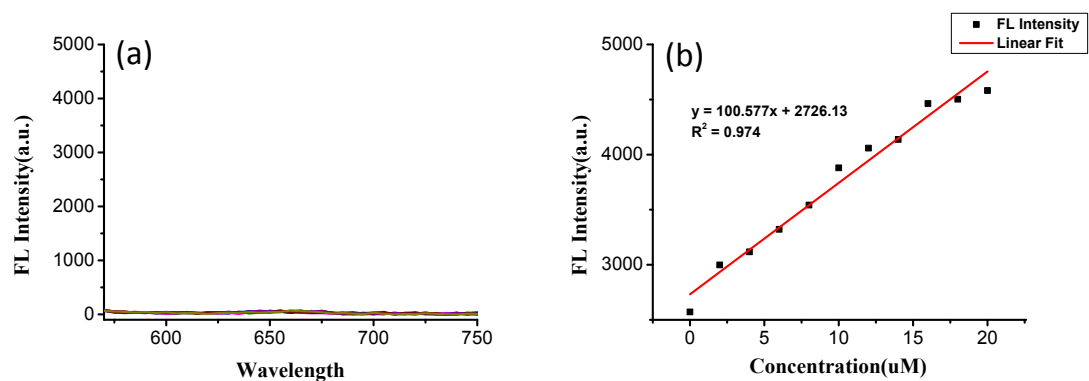 (a)
FL Intensity(a.u.)
5000
4000
3000
2000
1000
0
600
650
700
750
Wavelength
(b)
FL Intensity
Linear Fit
y = 100.577x + 2726.13
R² = 0.974
FL Intensity(a.u.)
5000
4000
3000
0
5
10
15
20
Concentration(uM)